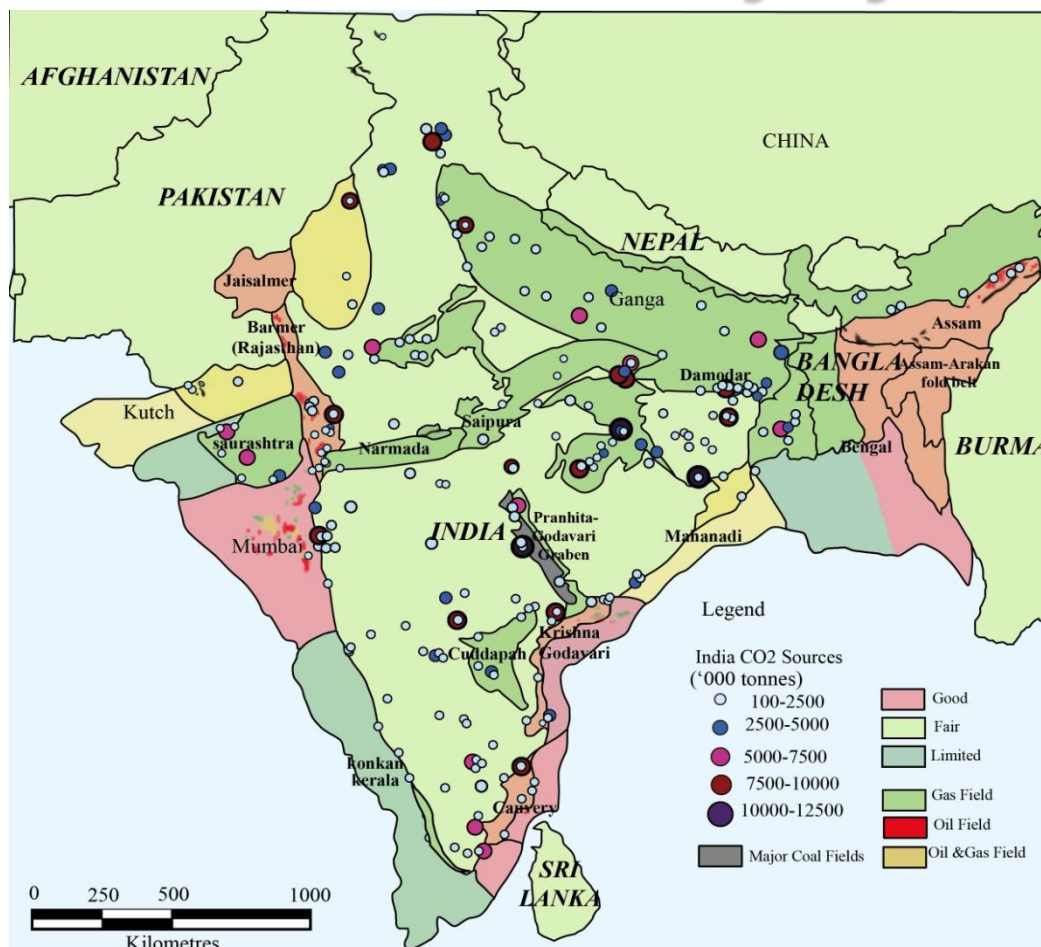 AFGHANISTAN
CHINA
PAKISTAN
NEPAL
Jaisalmer
Ganga
Barmer
(Rajasthan)
Assam
BANGLA
DESH
Assam-Arakan
fold belt
Damodar
Kutch
Saipura
saurashtra
Narmada
Bengal
BURMA
INDIA
Pranhita-
Godavari
Graben
Mahanadi
Mumbai
Legend
Krishna
Godavari
Cuddapah
India CO2 Sources
(‘000 tonnes)
100-2500
2500-5000
5000-7500
7500-10000
10000-12500
Major Coal Fields
Good
Fair
Limited
Gas Field
Oil Field
Oil &Gas Field
konkan
kerala
Cauvery
SRI
LANKA
0 250 500 1000
Kilometres